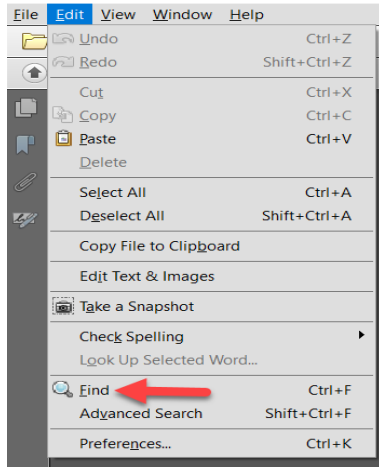 File Edit View Window Help
Undo Ctrl+Z
Redo Shift+Ctrl+Z
Cut Ctrl+X
Copy Ctrl+C
Paste Ctrl+V
Delete
Select All Ctrl+A
Deselect All Shift+Ctrl+A
Copy File to Clipboard
Edit Text & Images
Take a Snapshot
Check Spelling
Look Up Selected Word...
Find Ctrl+F
Advanced Search Shift+Ctrl+F
Preferences... Ctrl+K